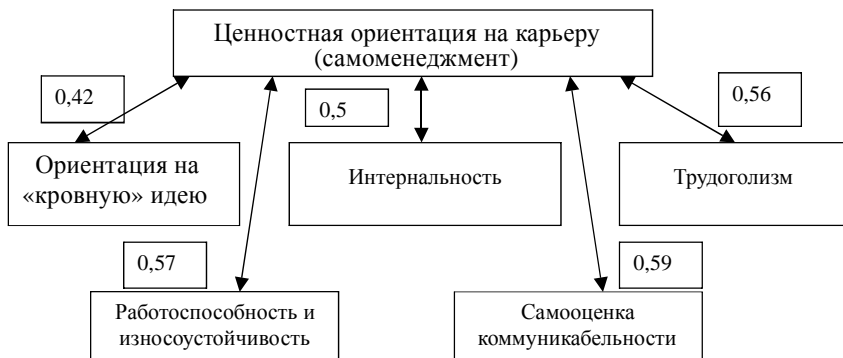 Ценностная ориентация на карьеру
(самоменеджмент)
0,42
0,5
0,56
Ориентация на
«кровную» идею
Интернальность
Трудоголизм
0,57
0,59
Работоспособность и
износоустойчивость
Самооценка
коммуникабельности